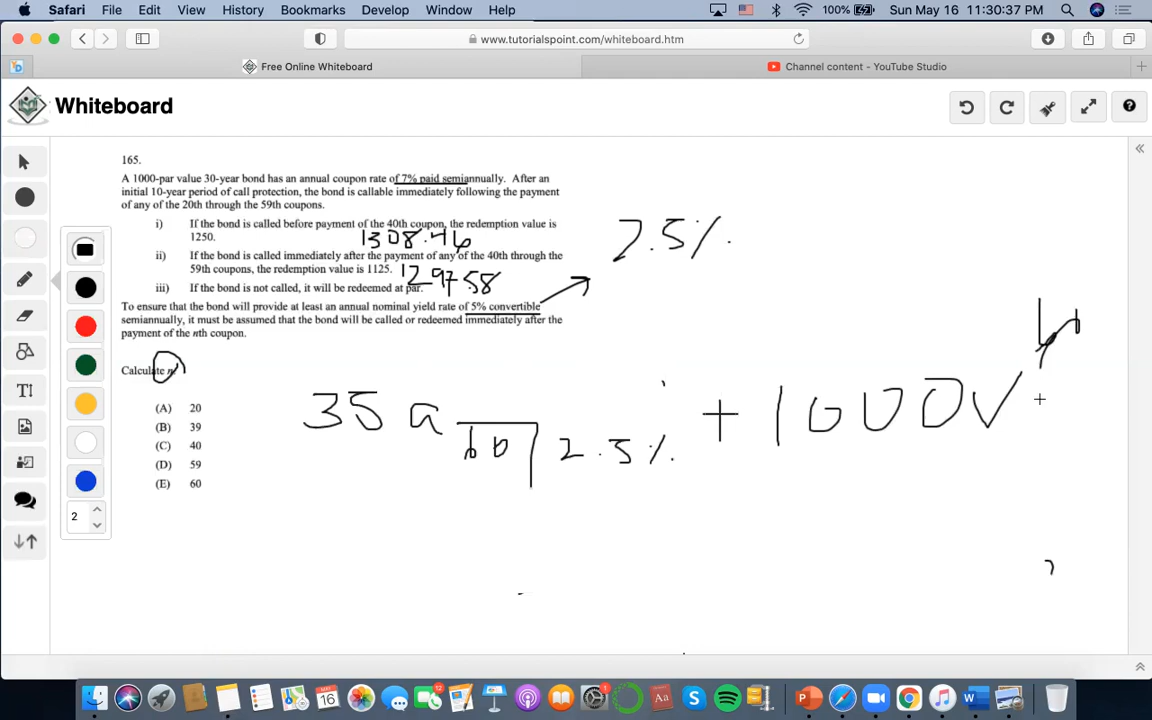 Safari File Edit View History Bookmarks Develop Window Help 100% Sun May 16 11:30:37 PM
www.tutorialspoint.com/whiteboard.htm
Free Online Whiteboard
Channel content - YouTube Studio
Whiteboard
165.
A 1000-par value 30-year bond has an annual coupon rate of 7% paid semiannually. After an
initial 10-year period of call protection, the bond is callable immediately following the payment
of any of the 20th through the 59th coupons.
i) If the bond is called before payment of the 40th coupon, the redemption value is
1250.
1308.46
ii) If the bond is called immediately after the payment of any of the 40th through the
59th coupons, the redemption value is 1125.
1297.58
iii) If the bond is not called, it will be redeemed at par.
2.5%
To ensure that the bond will provide at least an annual nominal yield rate of 5% convertible
semiannually, it must be assumed that the bond will be called or redeemed immediately after the
payment of the nth coupon.
Calculate n.
(A) 20
(B) 39
(C) 40
(D) 59
(E) 60
35 a 60 2.5% + 1000V
2
12